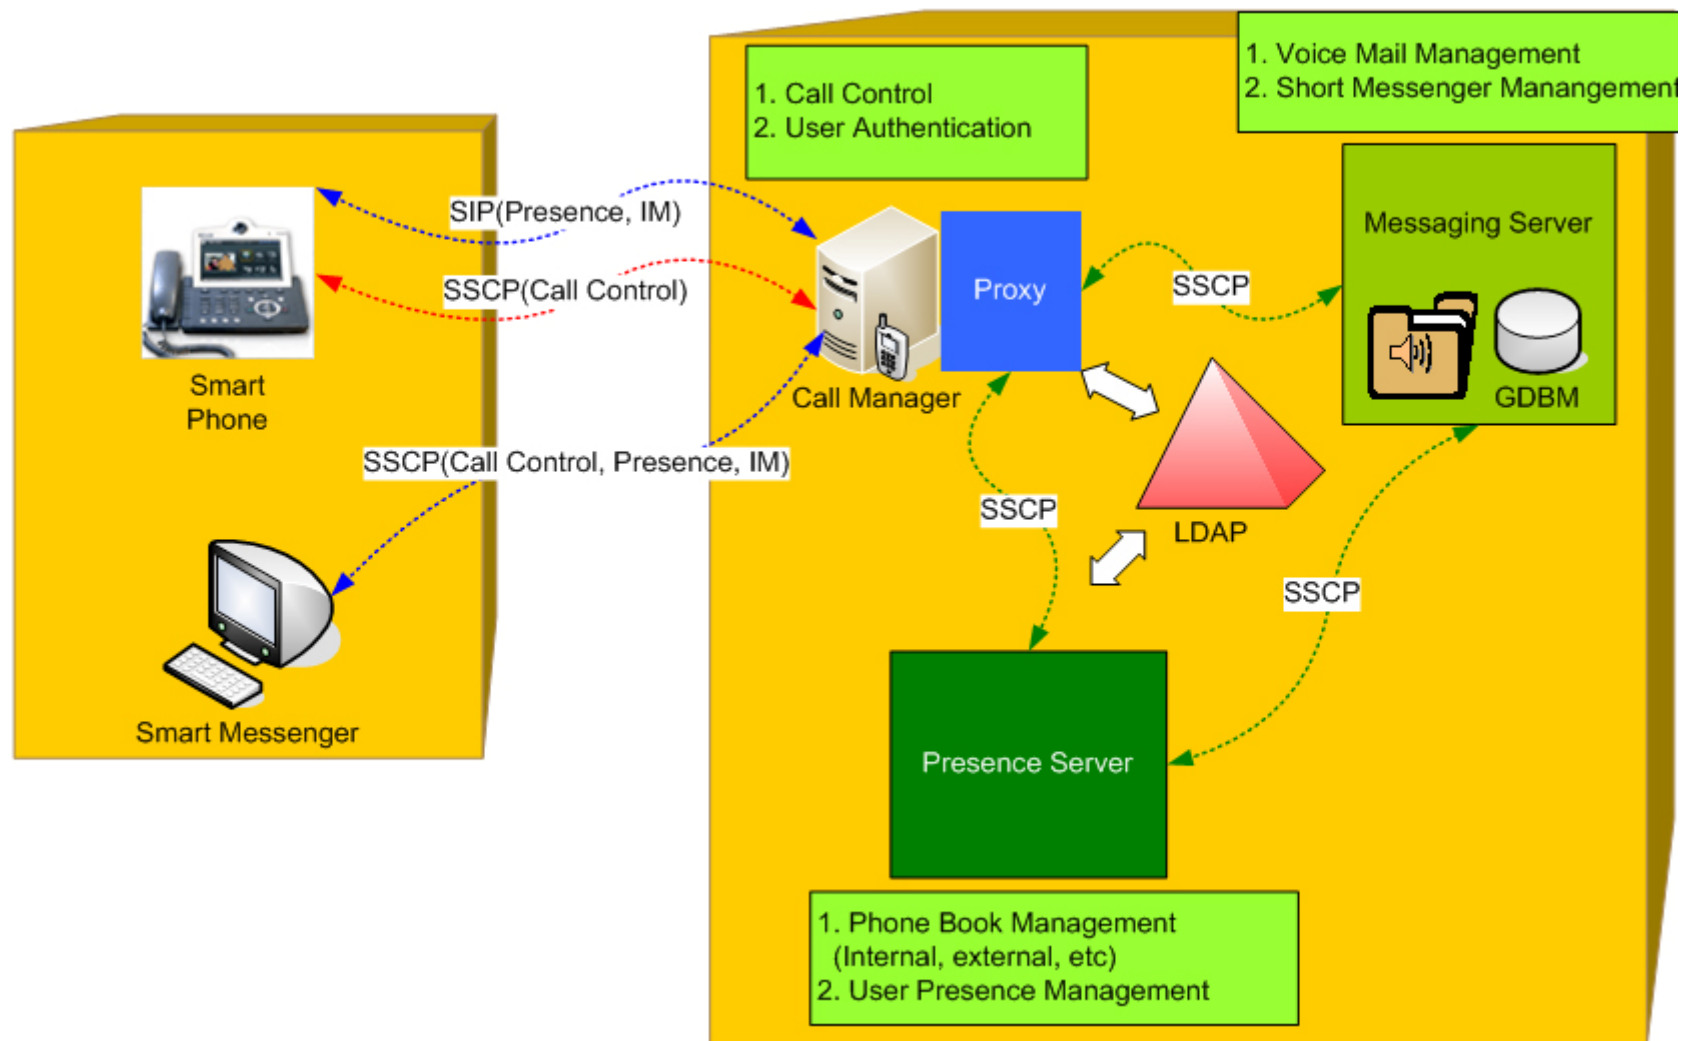 1. Call Control
2. User Authentication
1. Voice Mail Management
2. Short Messenger Manangement
SIP(Presence, IM)
SSCP(Call Control)
SSCP(Call Control, Presence, IM)
Smart
Phone
Smart Messenger
Call Manager
Proxy
SSCP
Messaging Server
GDBM
SSCP
LDAP
SSCP
Presence Server
1. Phone Book Management
(Internal, external, etc)
2. User Presence Management